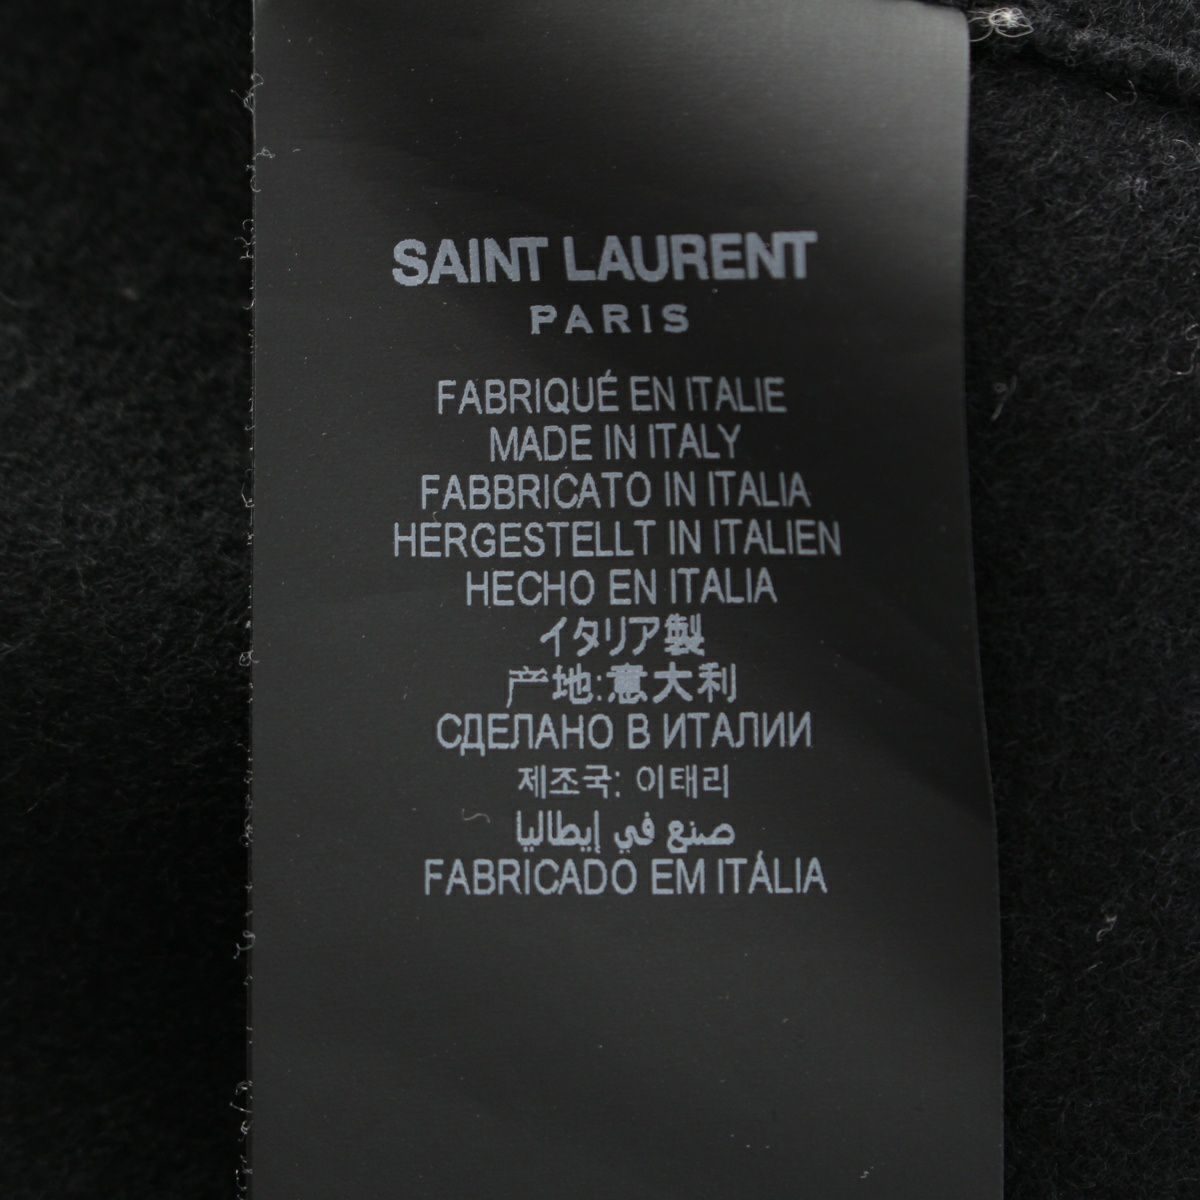 SAINT LAURENT
PARIS
FABRIQUÉ EN ITALIE
MADE IN ITALY
FABBRICATO IN ITALIA
HERGESTELLT IN ITALIEN
HECHO EN ITALIA
イタリア製
产地:意大利
СДЕЛАНО В ИТАЛИИ
제조국: 이태리
صنع في إيطاليا
FABRICADO EM ITÁLIA